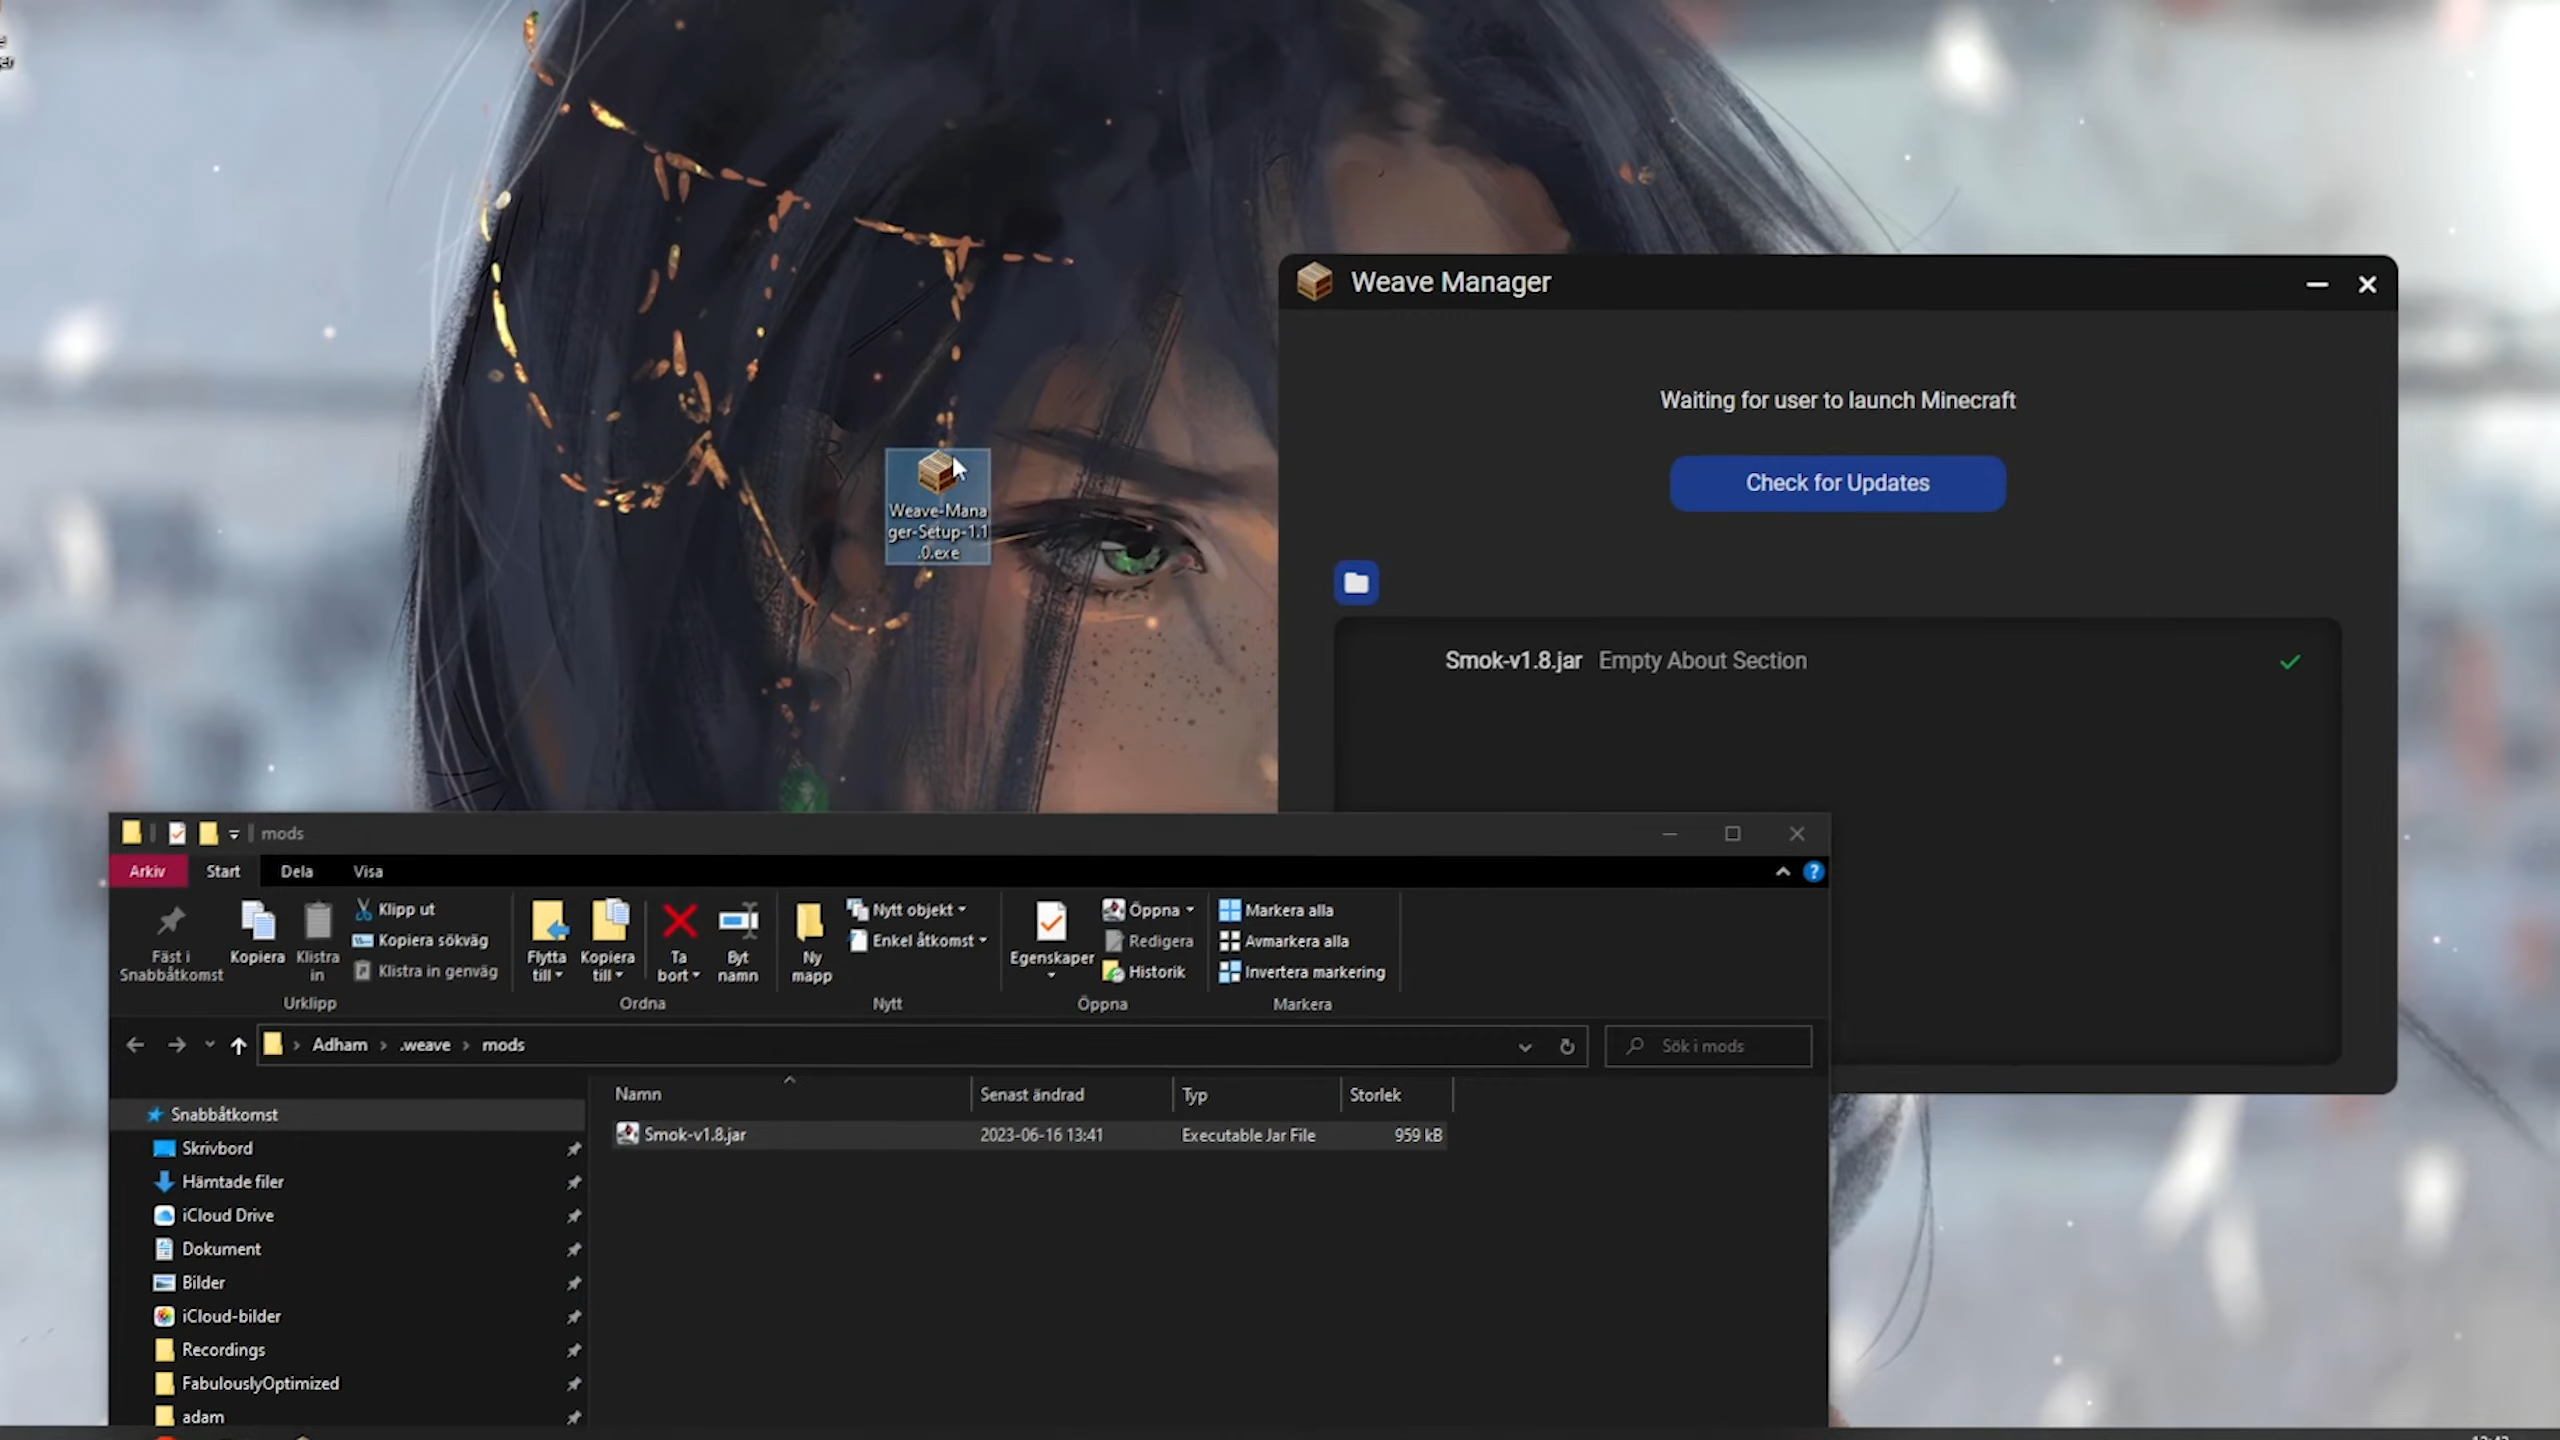 Weave Manager
Waiting for user to launch Minecraft
Check for Updates
Smok-v1.8.jar Empty About Section
Weave-Mana
ger-Setup-1.1
.0.exe
mods
Arkiv Start Dela Visa
Fäst i
Snabbåtkomst
Kopiera
Klistra
in
Klipp ut
Kopiera sökväg
Klistra in genväg
Urklipp
Flytta
till
Kopiera
till
Ta
bort
Byt
namn
Ordna
Ny
mapp
Nytt objekt
Enkel åtkomst
Nytt
Egenskaper
Öppna
Redigera
Historik
Öppna
Markera alla
Avmarkera alla
Invertera markering
Markera
Adham › .weave › mods
Sök i mods
Namn Senast ändrad Typ Storlek
Smok-v1.8.jar 2023-06-16 13:41 Executable Jar File 959 kB
Snabbåtkomst
Skrivbord
Hämtade filer
iCloud Drive
Dokument
Bilder
iCloud-bilder
Recordings
FabulouslyOptimized
adam